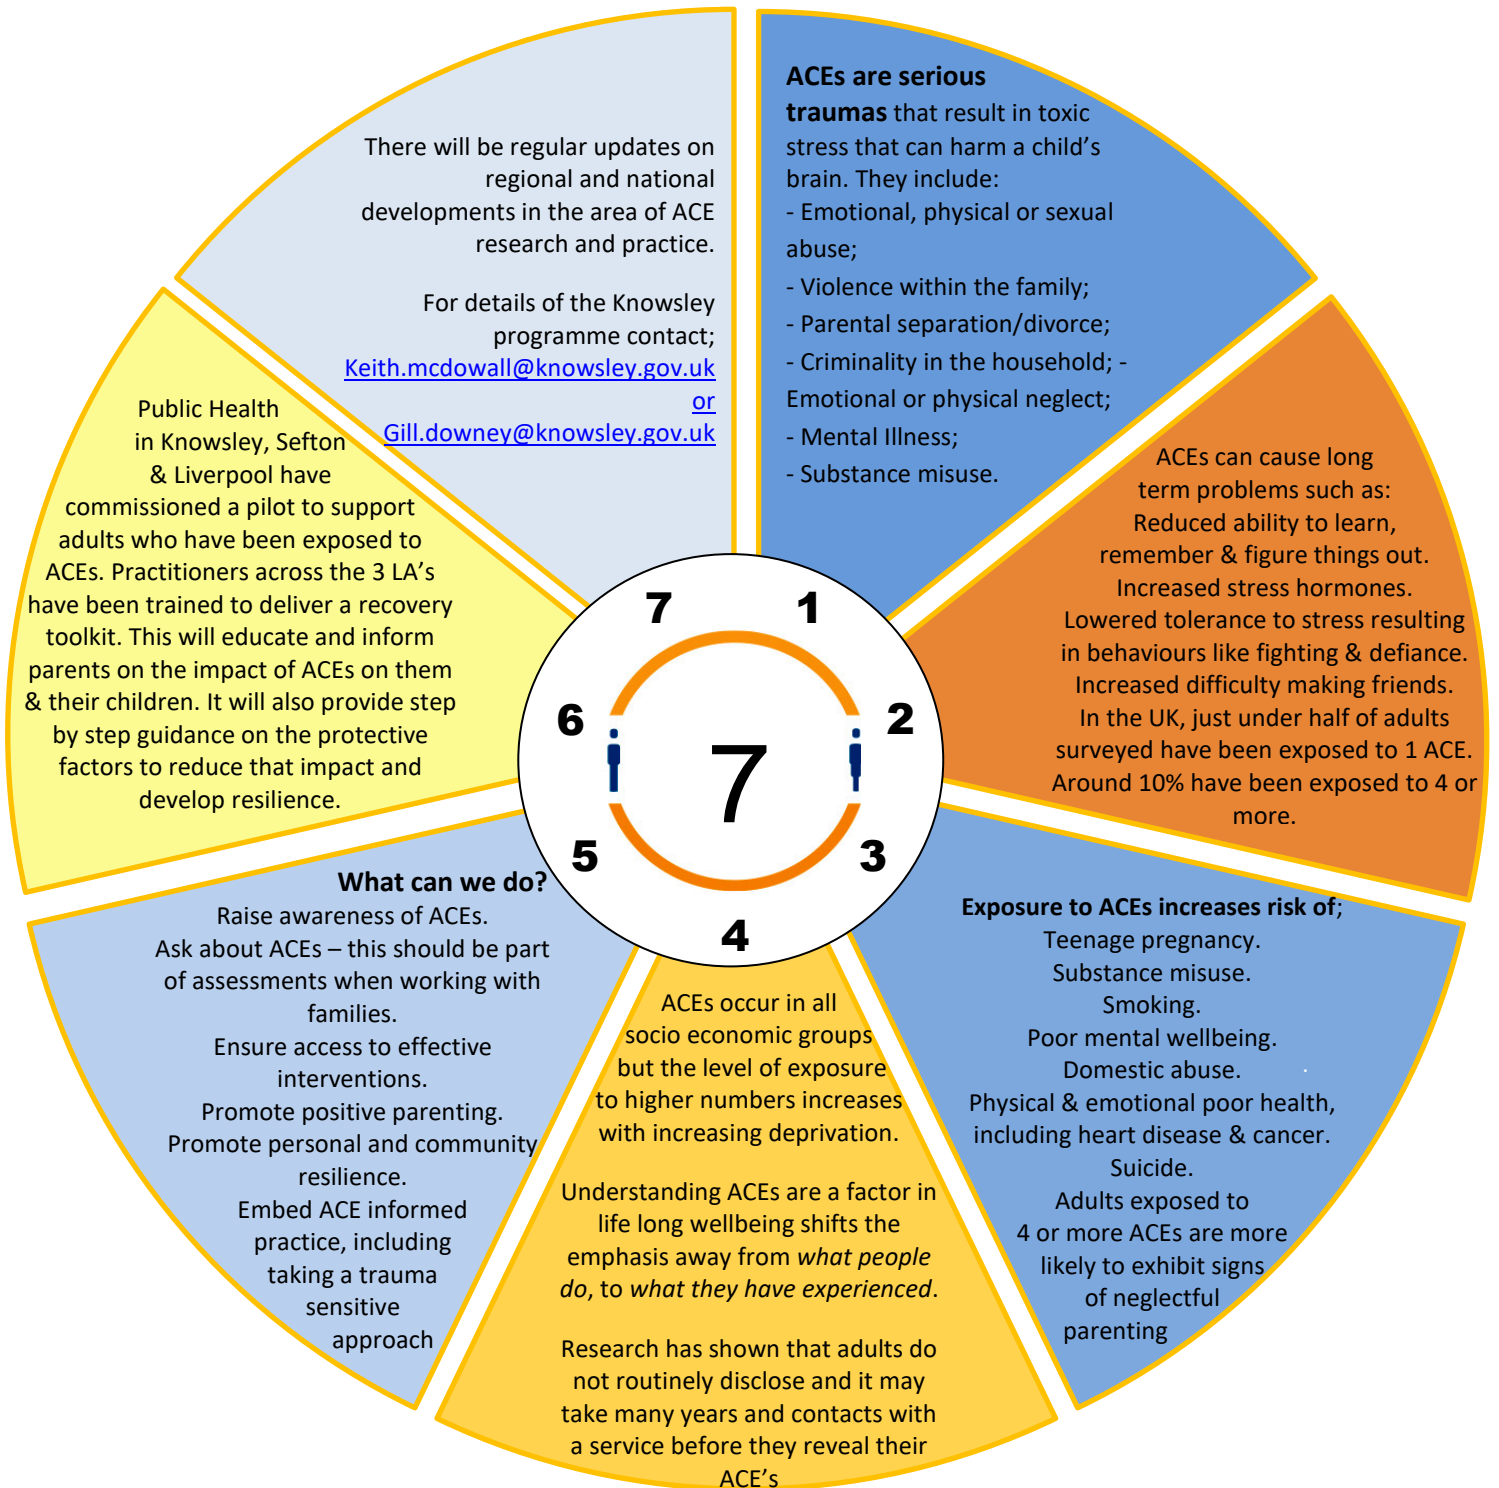 ACEs are serious
traumas that result in toxic
stress that can harm a child’s
brain. They include:
- Emotional, physical or sexual
abuse;
- Violence within the family;
- Parental separation/divorce;
- Criminality in the household; -
Emotional or physical neglect;
- Mental Illness;
- Substance misuse.
ACEs can cause long
term problems such as:
Reduced ability to learn,
remember & figure things out.
Increased stress hormones.
Lowered tolerance to stress resulting
in behaviours like fighting & defiance.
Increased difficulty making friends.
In the UK, just under half of adults
surveyed have been exposed to 1 ACE.
Around 10% have been exposed to 4 or
more.
Exposure to ACEs increases risk of;
Teenage pregnancy.
Substance misuse.
Smoking.
Poor mental wellbeing.
Domestic abuse.
Physical & emotional poor health,
including heart disease & cancer.
Suicide.
Adults exposed to
4 or more ACEs are more
likely to exhibit signs
of neglectful
parenting
ACEs occur in all
socio economic groups
but the level of exposure
to higher numbers increases
with increasing deprivation.
Understanding ACEs are a factor in
life long wellbeing shifts the
emphasis away from what people
do, to what they have experienced.
Research has shown that adults do
not routinely disclose and it may
take many years and contacts with
a service before they reveal their
ACE’s
What can we do?
Raise awareness of ACEs.
Ask about ACEs – this should be part
of assessments when working with
families.
Ensure access to effective
interventions.
Promote positive parenting.
Promote personal and community
resilience.
Embed ACE informed
practice, including
taking a trauma
sensitive
approach
Public Health
in Knowsley, Sefton
& Liverpool have
commissioned a pilot to support
adults who have been exposed to
ACEs. Practitioners across the 3 LA’s
have been trained to deliver a recovery
toolkit. This will educate and inform
parents on the impact of ACEs on them
& their children. It will also provide step
by step guidance on the protective
factors to reduce that impact and
develop resilience.
There will be regular updates on
regional and national
developments in the area of ACE
research and practice.
For details of the Knowsley
programme contact;
Keith.mcdowall@knowsley.gov.uk
or
Gill.downey@knowsley.gov.uk
7
1
2
3
4
5
6
7